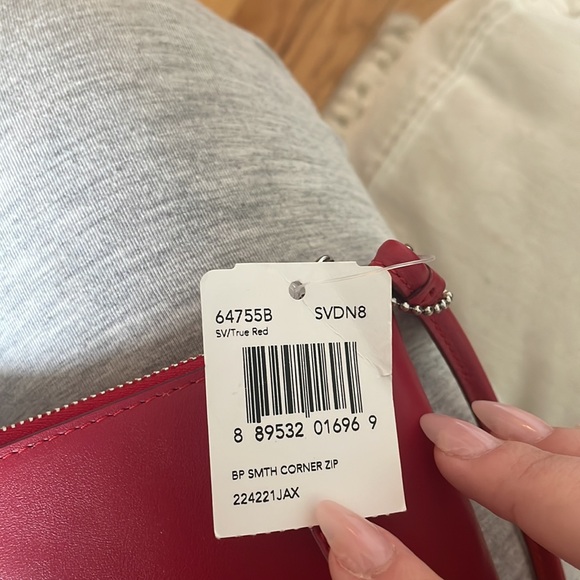 64755B SVDN8
SV/True Red
8 89532 01696 9
BP SMTH CORNER ZIP
224221JAX